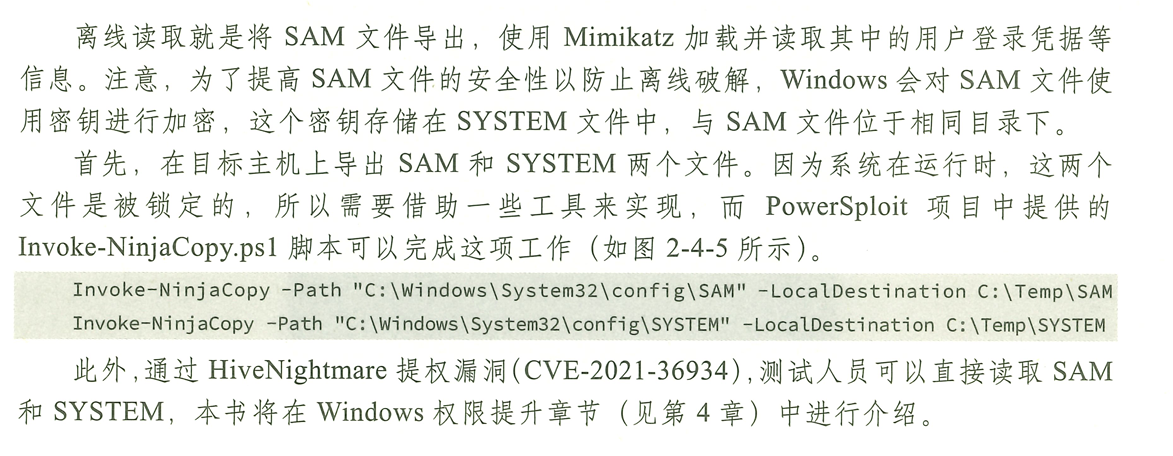 离线读取就是将 SAM 文件导出，使用 Mimikatz 加载并读取其中的用户登录凭据等
信息。注意，为了提高 SAM 文件的安全性以防止离线破解，Windows 会对 SAM 文件使
用密钥进行加密，这个密钥存储在 SYSTEM 文件中，与 SAM 文件位于相同目录下。
首先，在目标主机上导出 SAM 和 SYSTEM 两个文件。因为系统在运行时，这两个
文件是被锁定的，所以需要借助一些工具来实现，而 PowerSploit 项目中提供的
Invoke-NinjaCopy.ps1 脚本可以完成这项工作（如图 2-4-5 所示）。
Invoke-NinjaCopy -Path "C:\Windows\System32\config\SAM" -LocalDestination C:\Temp\SAM
Invoke-NinjaCopy -Path "C:\Windows\System32\config\SYSTEM" -LocalDestination C:\Temp\SYSTEM
此外，通过 HiveNightmare 提权漏洞（CVE-2021-36934），测试人员可以直接读取 SAM
和 SYSTEM，本书将在 Windows 权限提升章节（见第 4 章）中进行介绍。